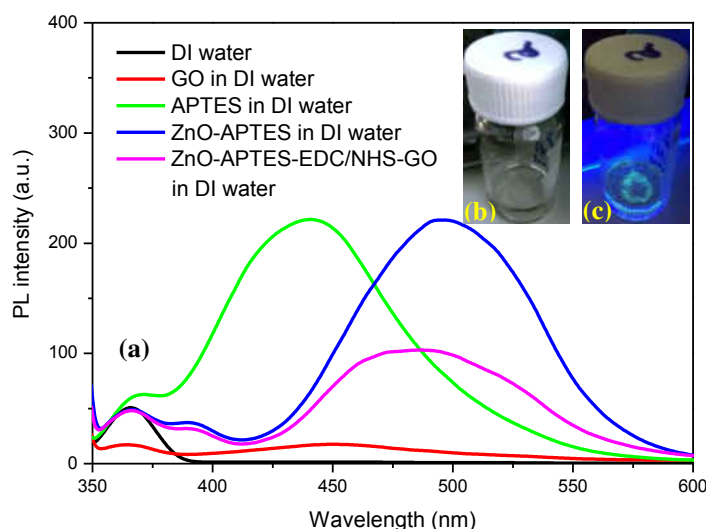 400
300
200
100
0
PL intensity (a.u.)
DI water
GO in DI water
APTES in DI water
ZnO-APTES in DI water
ZnO-APTES-EDC/NHS-GO
in DI water
(b)
(c)
(a)
350
400
450
500
550
600
Wavelength (nm)